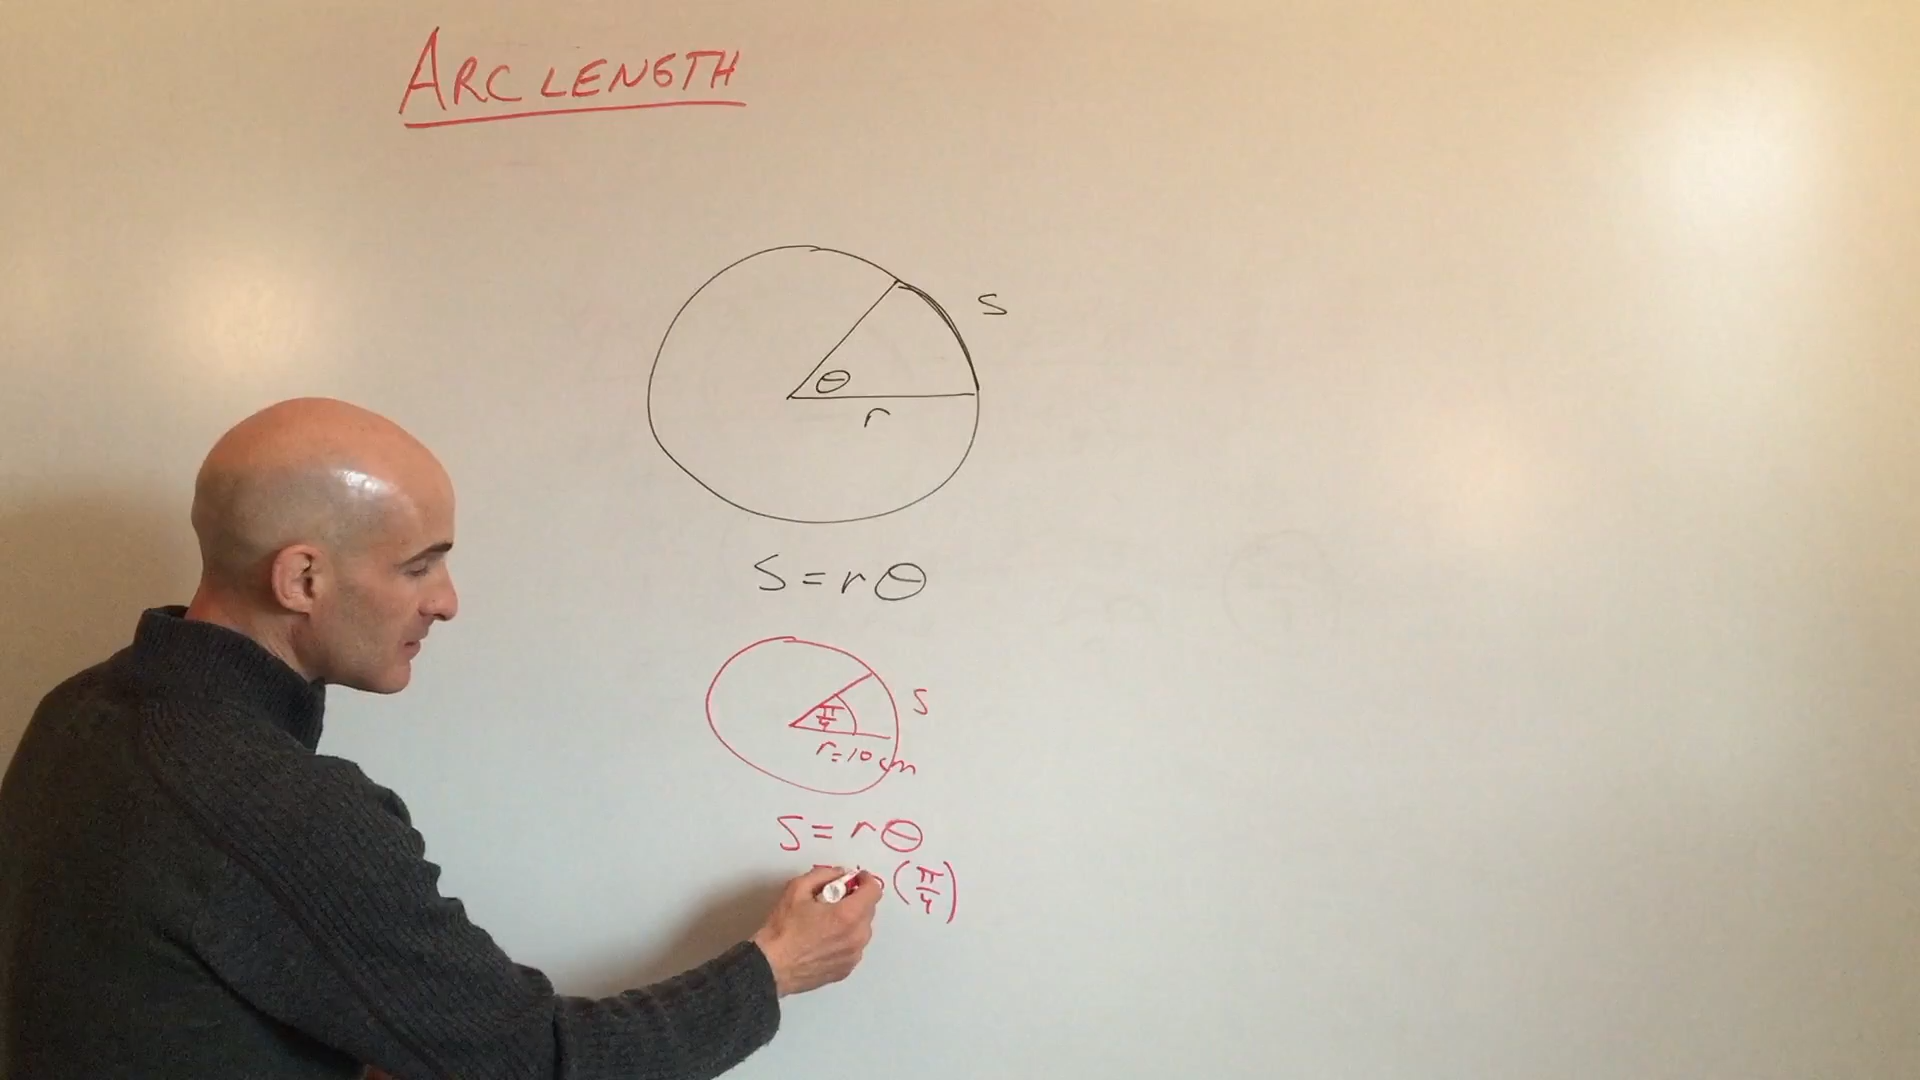 ARC LENGTH
S
θ
r
S = rθ
S
π/4
r = 10 cm
S = rθ
(π/4)